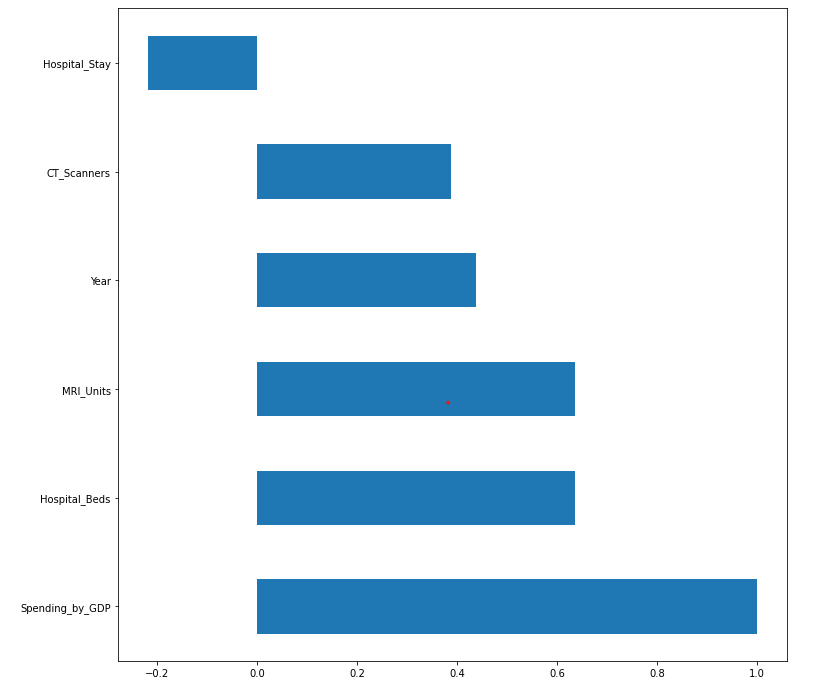 Hospital_Stay
CT_Scanners
Year
MRI_Units
Hospital_Beds
Spending_by_GDP
−0.2 0.0 0.2 0.4 0.6 0.8 1.0